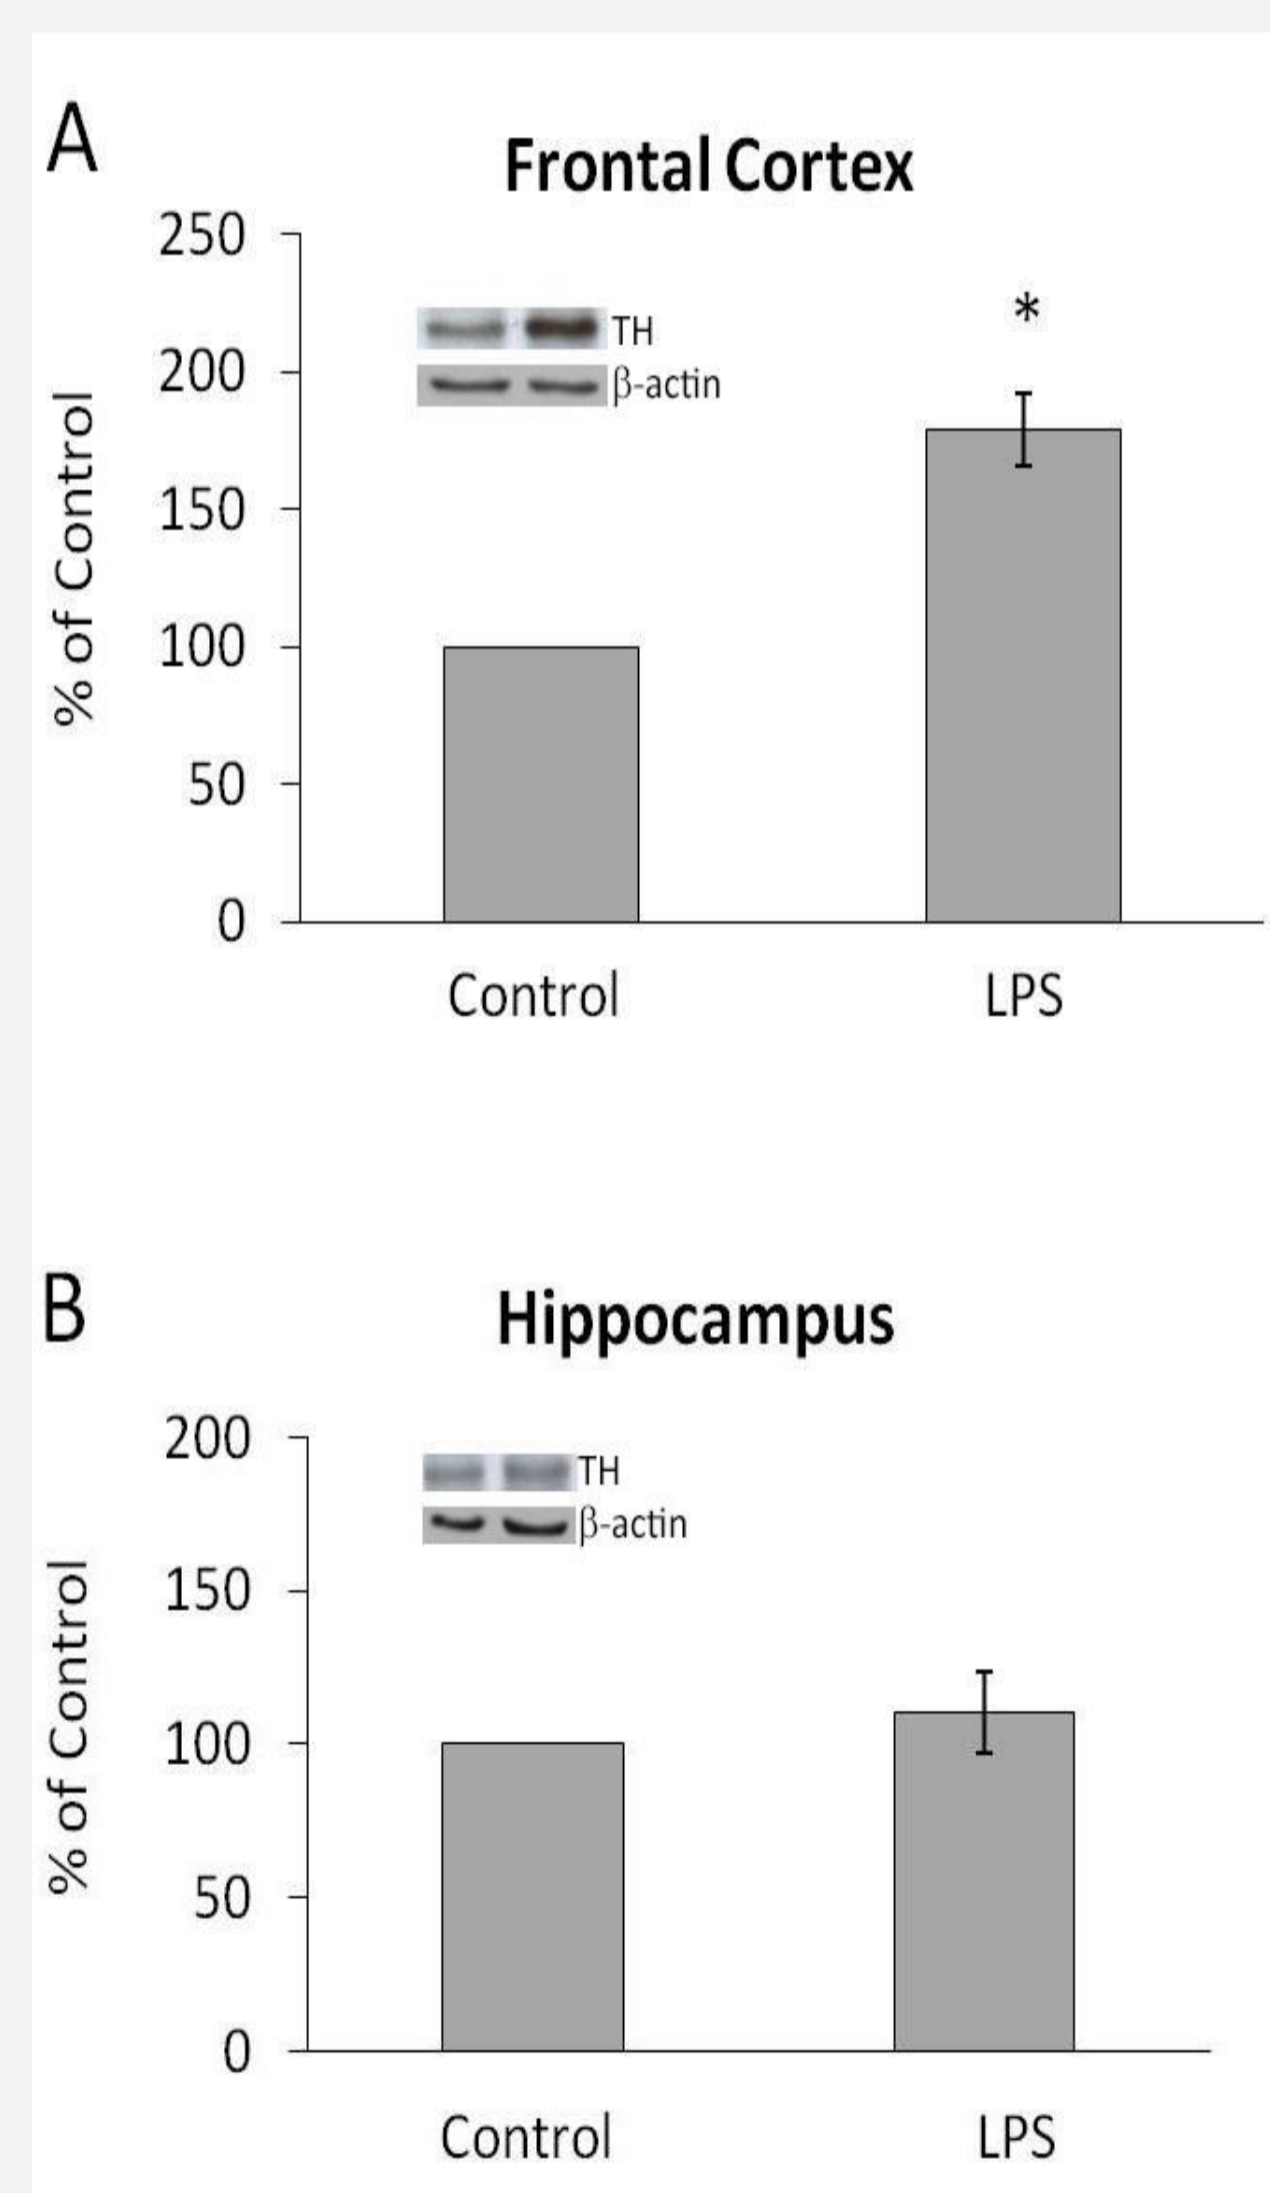 A
Frontal Cortex
250
200
150
100
50
0
% of Control
TH
β-actin
*
Control LPS
B
Hippocampus
200
150
100
50
0
% of Control
TH
β-actin
Control LPS